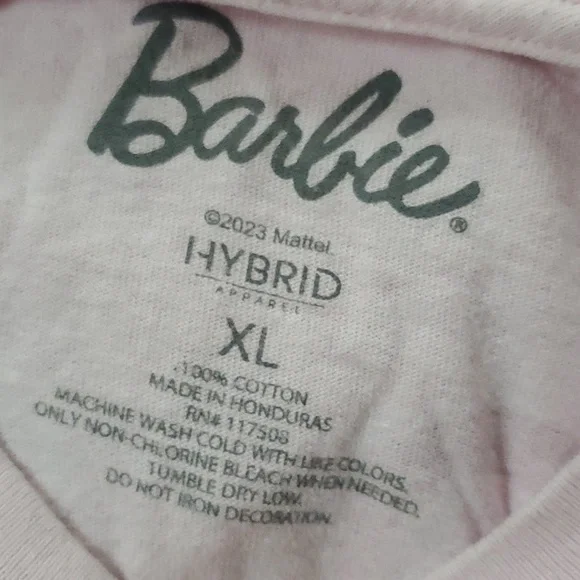 Barbie®
©2023 Mattel.
HYBRID
APPAREL
XL
100% COTTON
MADE IN HONDURAS
RN# 117508
MACHINE WASH COLD WITH LIKE COLORS.
ONLY NON-CHLORINE BLEACH WHEN NEEDED.
TUMBLE DRY LOW.
DO NOT IRON DECORATION.